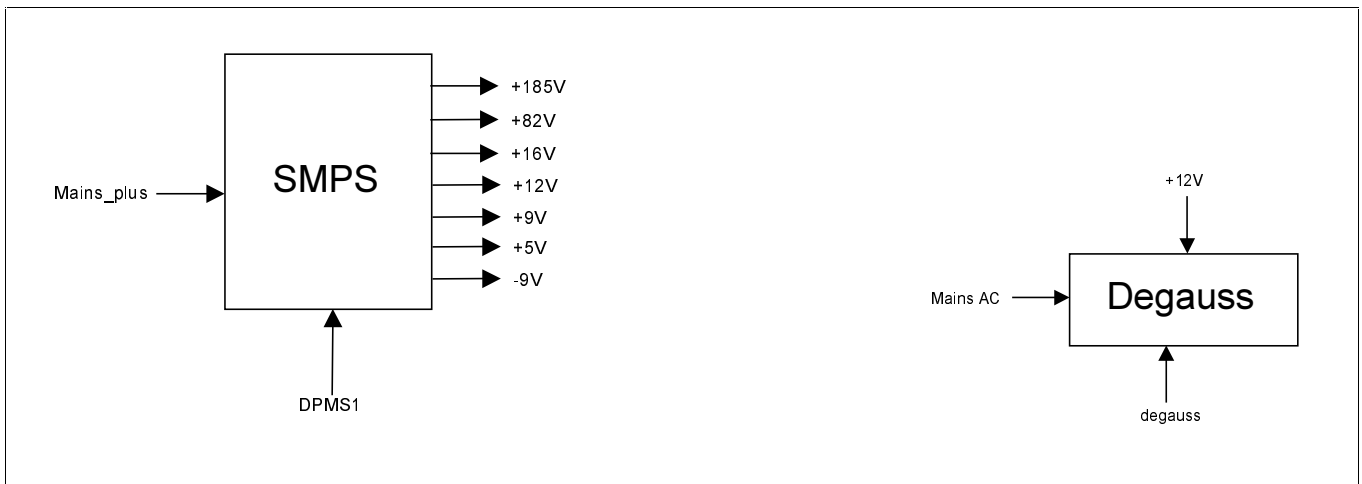 +185V
+82V
+16V
SMPS
+12V
Mains_plus
+9V
+5V
-9V
DPMS1
+12V
Mains AC
Degauss
degauss